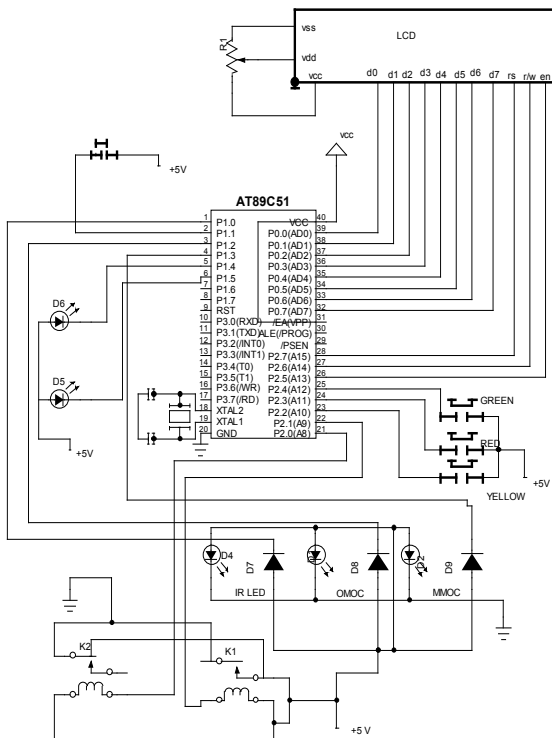 LCD
vss
R1
vdd
vcc
d0 d1 d2 d3 d4 d5 d6 d7 rs r/w en
vcc
+5V
AT89C51
1 P1.0 VCC 40
2 P1.1 P0.0(AD0) 39
3 P1.2 P0.1(AD1) 38
4 P1.3 P0.2(AD2) 37
5 P1.4 P0.3(AD3) 36
6 P1.5 P0.4(AD4) 35
7 P1.6 P0.5(AD5) 34
8 P1.7 P0.6(AD6) 33
9 RST P0.7(AD7) 32
10 P3.0(RXD) /EA(VPP) 31
11 P3.1(TXD) ALE(/PROG) 30
12 P3.2(/INT0) /PSEN 29
13 P3.3(/INT1) P2.7(A15) 28
14 P3.4(T0) P2.6(A14) 27
15 P3.5(T1) P2.5(A13) 26
16 P3.6(/WR) P2.4(A12) 25
17 P3.7(/RD) P2.3(A11) 24
18 XTAL2 P2.2(A10) 23
19 XTAL1 P2.1(A9) 22
20 GND P2.0(A8) 21
D6
D5
+5V
GREEN
RED
YELLOW
+5V
D4 D7 D8 D9
IR LED OMOC MMOC
K2 K1
+5 V